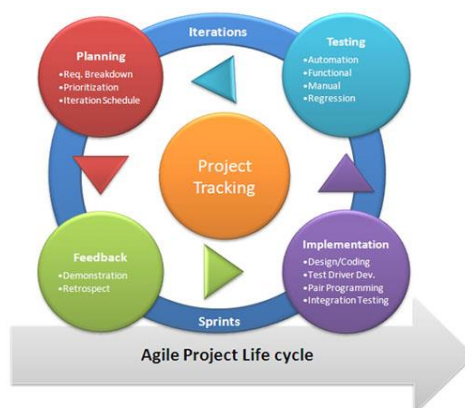 Iterations
Planning
•Req. Breakdown
•Prioritization
•Iteration Schedule
Testing
•Automation
•Functional
•Manual
•Regression
Project
Tracking
Feedback
•Demonstration
•Retrospect
Implementation
•Design/Coding
•Test Driver Dev.
•Pair Programming
•Integration Testing
Sprints
Agile Project Life cycle